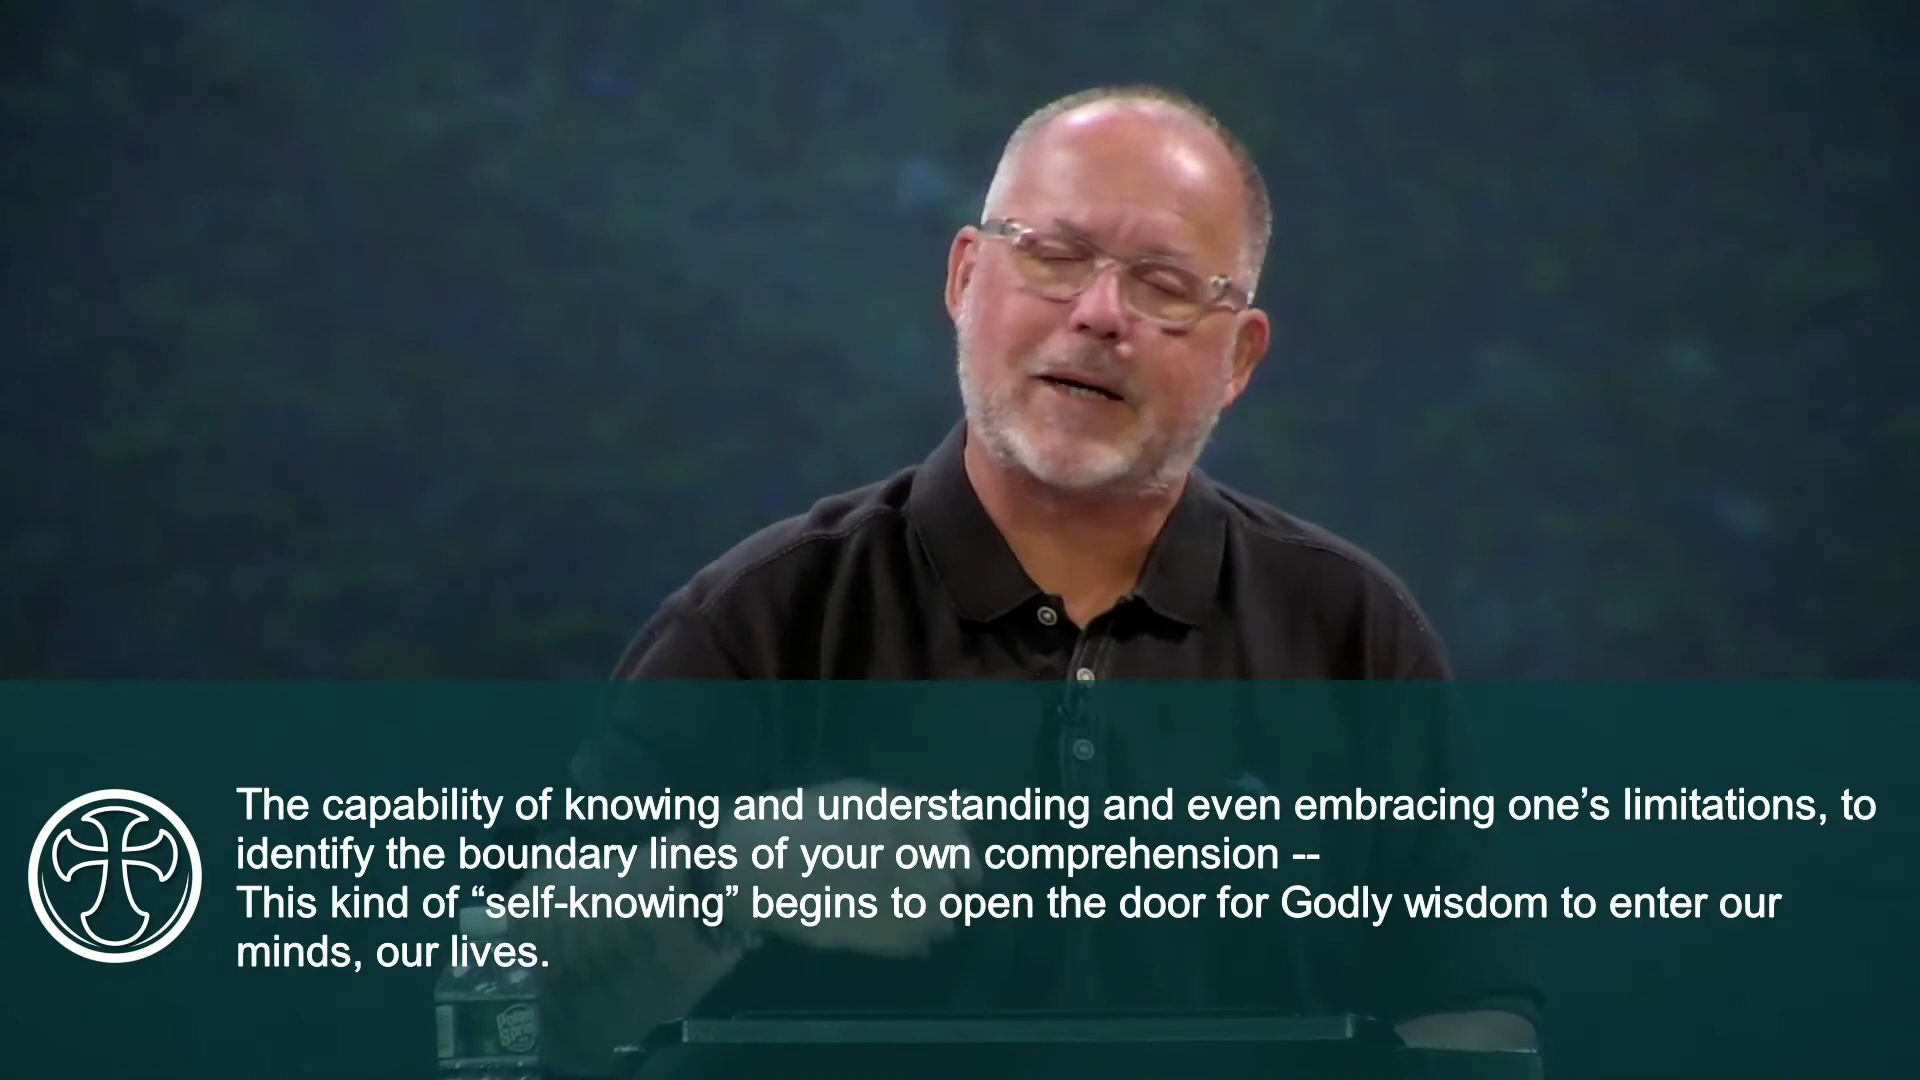 The capability of knowing and understanding and even embracing one’s limitations, to
identify the boundary lines of your own comprehension --
This kind of “self-knowing” begins to open the door for Godly wisdom to enter our
minds, our lives.
Poland
Spring